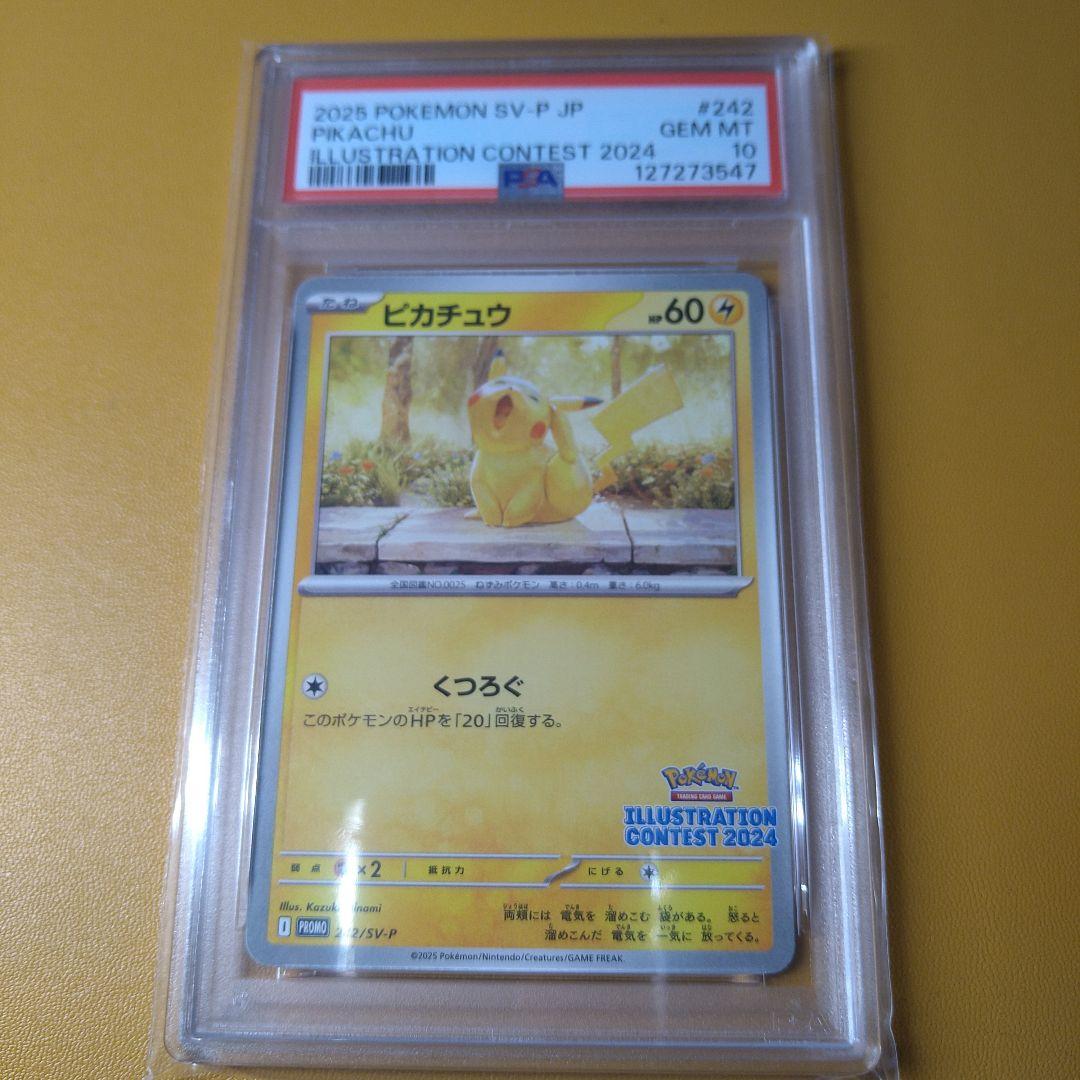 2025 POKEMON SV-P JP #242
PIKACHU GEM MT
ILLUSTRATION CONTEST 2024 10
PSA 127273547
たね ピカチュウ HP 60
全国図鑑NO.0025 ねずみポケモン 高さ:0.4m 重さ:6.0kg
くつろぐ
エイチピー かいふく
このポケモンのHPを「20」回復する。
Pokémon
TRADING CARD GAME
ILLUSTRATION
CONTEST 2024
弱点 ×2 抵抗力 にげる
Illus. Kazuki Minami
りょうほほ でんき た ふくろ おこ
両頬には 電気を 溜めこむ 袋がある。 怒ると
た でんき いっき はな
溜めこんだ 電気を 一気に 放ってくる。
I PROMO 242/SV-P
©2025 Pokémon/Nintendo/Creatures/GAME FREAK.